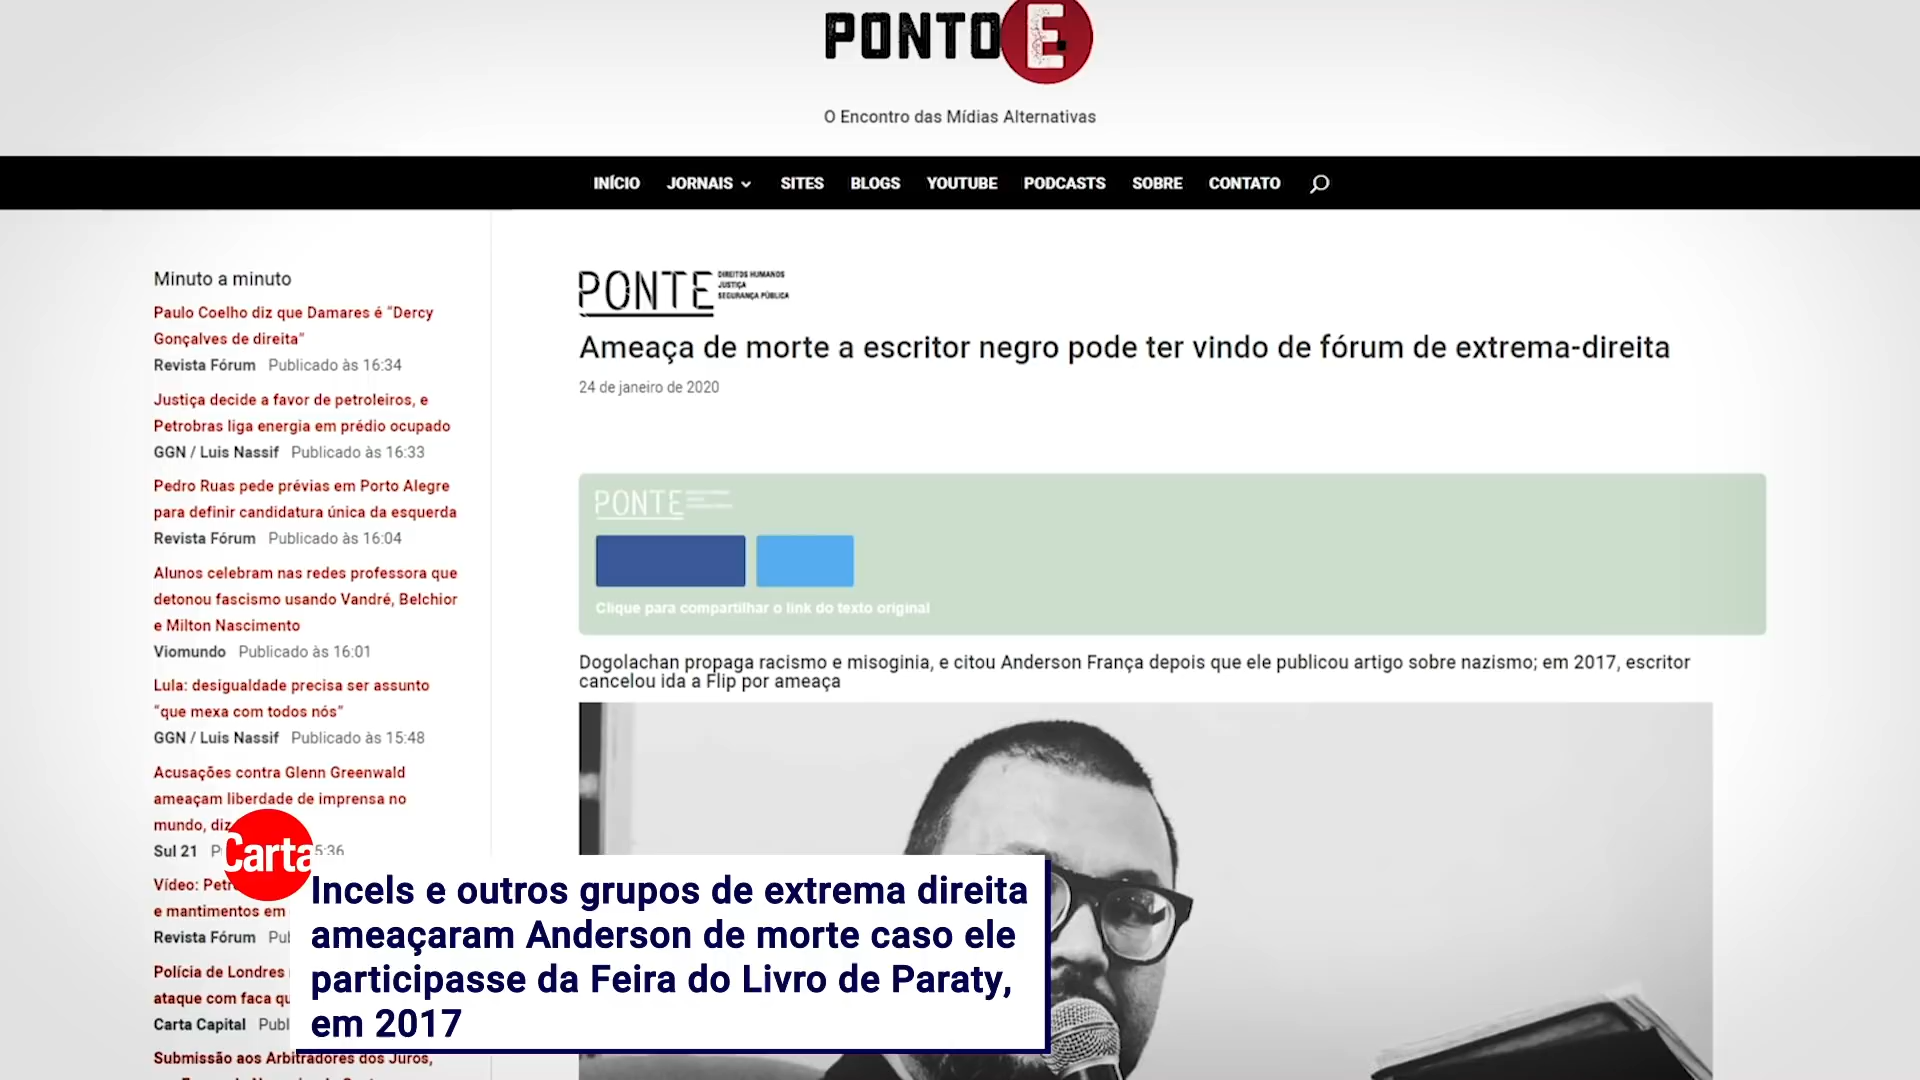 PONTO E
O Encontro das Mídias Alternativas
INÍCIO JORNAIS SITES BLOGS YOUTUBE PODCASTS SOBRE CONTATO
Minuto a minuto
Paulo Coelho diz que Damares é “Dercy
Gonçalves de direita”
Revista Fórum Publicado às 16:34
Justiça decide a favor de petroleiros, e
Petrobras liga energia em prédio ocupado
GGN / Luis Nassif Publicado às 16:33
Pedro Ruas pede prévias em Porto Alegre
para definir candidatura única da esquerda
Revista Fórum Publicado às 16:04
Alunos celebram nas redes professora que
detonou fascismo usando Vandré, Belchior
e Milton Nascimento
Viomundo Publicado às 16:01
Lula: desigualdade precisa ser assunto
“que mexa com todos nós”
GGN / Luis Nassif Publicado às 15:48
Acusações contra Glenn Greenwald
ameaçam liberdade de imprensa no
mundo, diz
Sul 21 5:36
Vídeo:
e mantimentos em
Revista Fórum
Polícia de Londres
ataque com faca
Carta Capital
Submissão aos Arbitradores dos Juros,
PONTE
DIREITOS HUMANOS
JUSTIÇA
SEGURANÇA PÚBLICA
Ameaça de morte a escritor negro pode ter vindo de fórum de extrema-direita
24 de janeiro de 2020
PONTE
Clique para compartilhar o link do texto original
Dogolachan propaga racismo e misoginia, e citou Anderson França depois que ele publicou artigo sobre nazismo; em 2017, escritor
cancelou ida a Flip por ameaça
Carta
Incels e outros grupos de extrema direita
ameaçaram Anderson de morte caso ele
participasse da Feira do Livro de Paraty,
em 2017